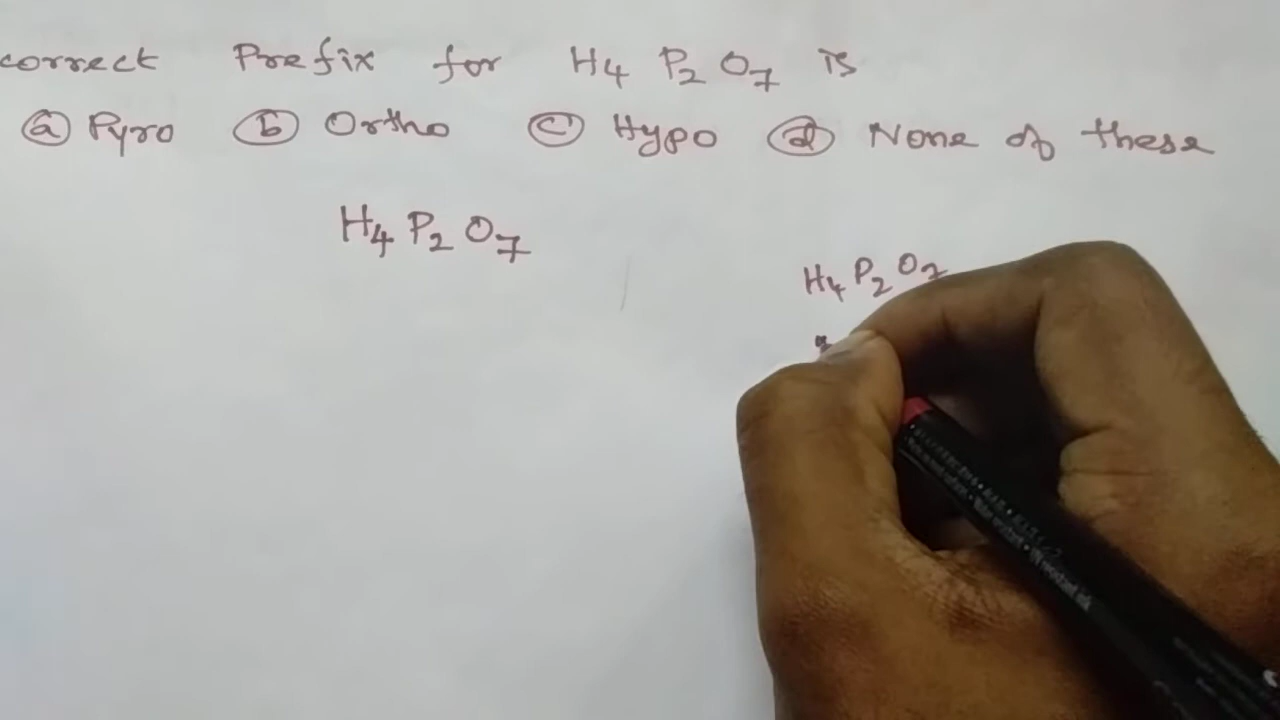 correct Prefix for H4 P2 O7 is
ⓐ Pyro ⓑ Ortho ⓒ Hypo ⓓ None of these
H4 P2 O7
H4 P2 O7